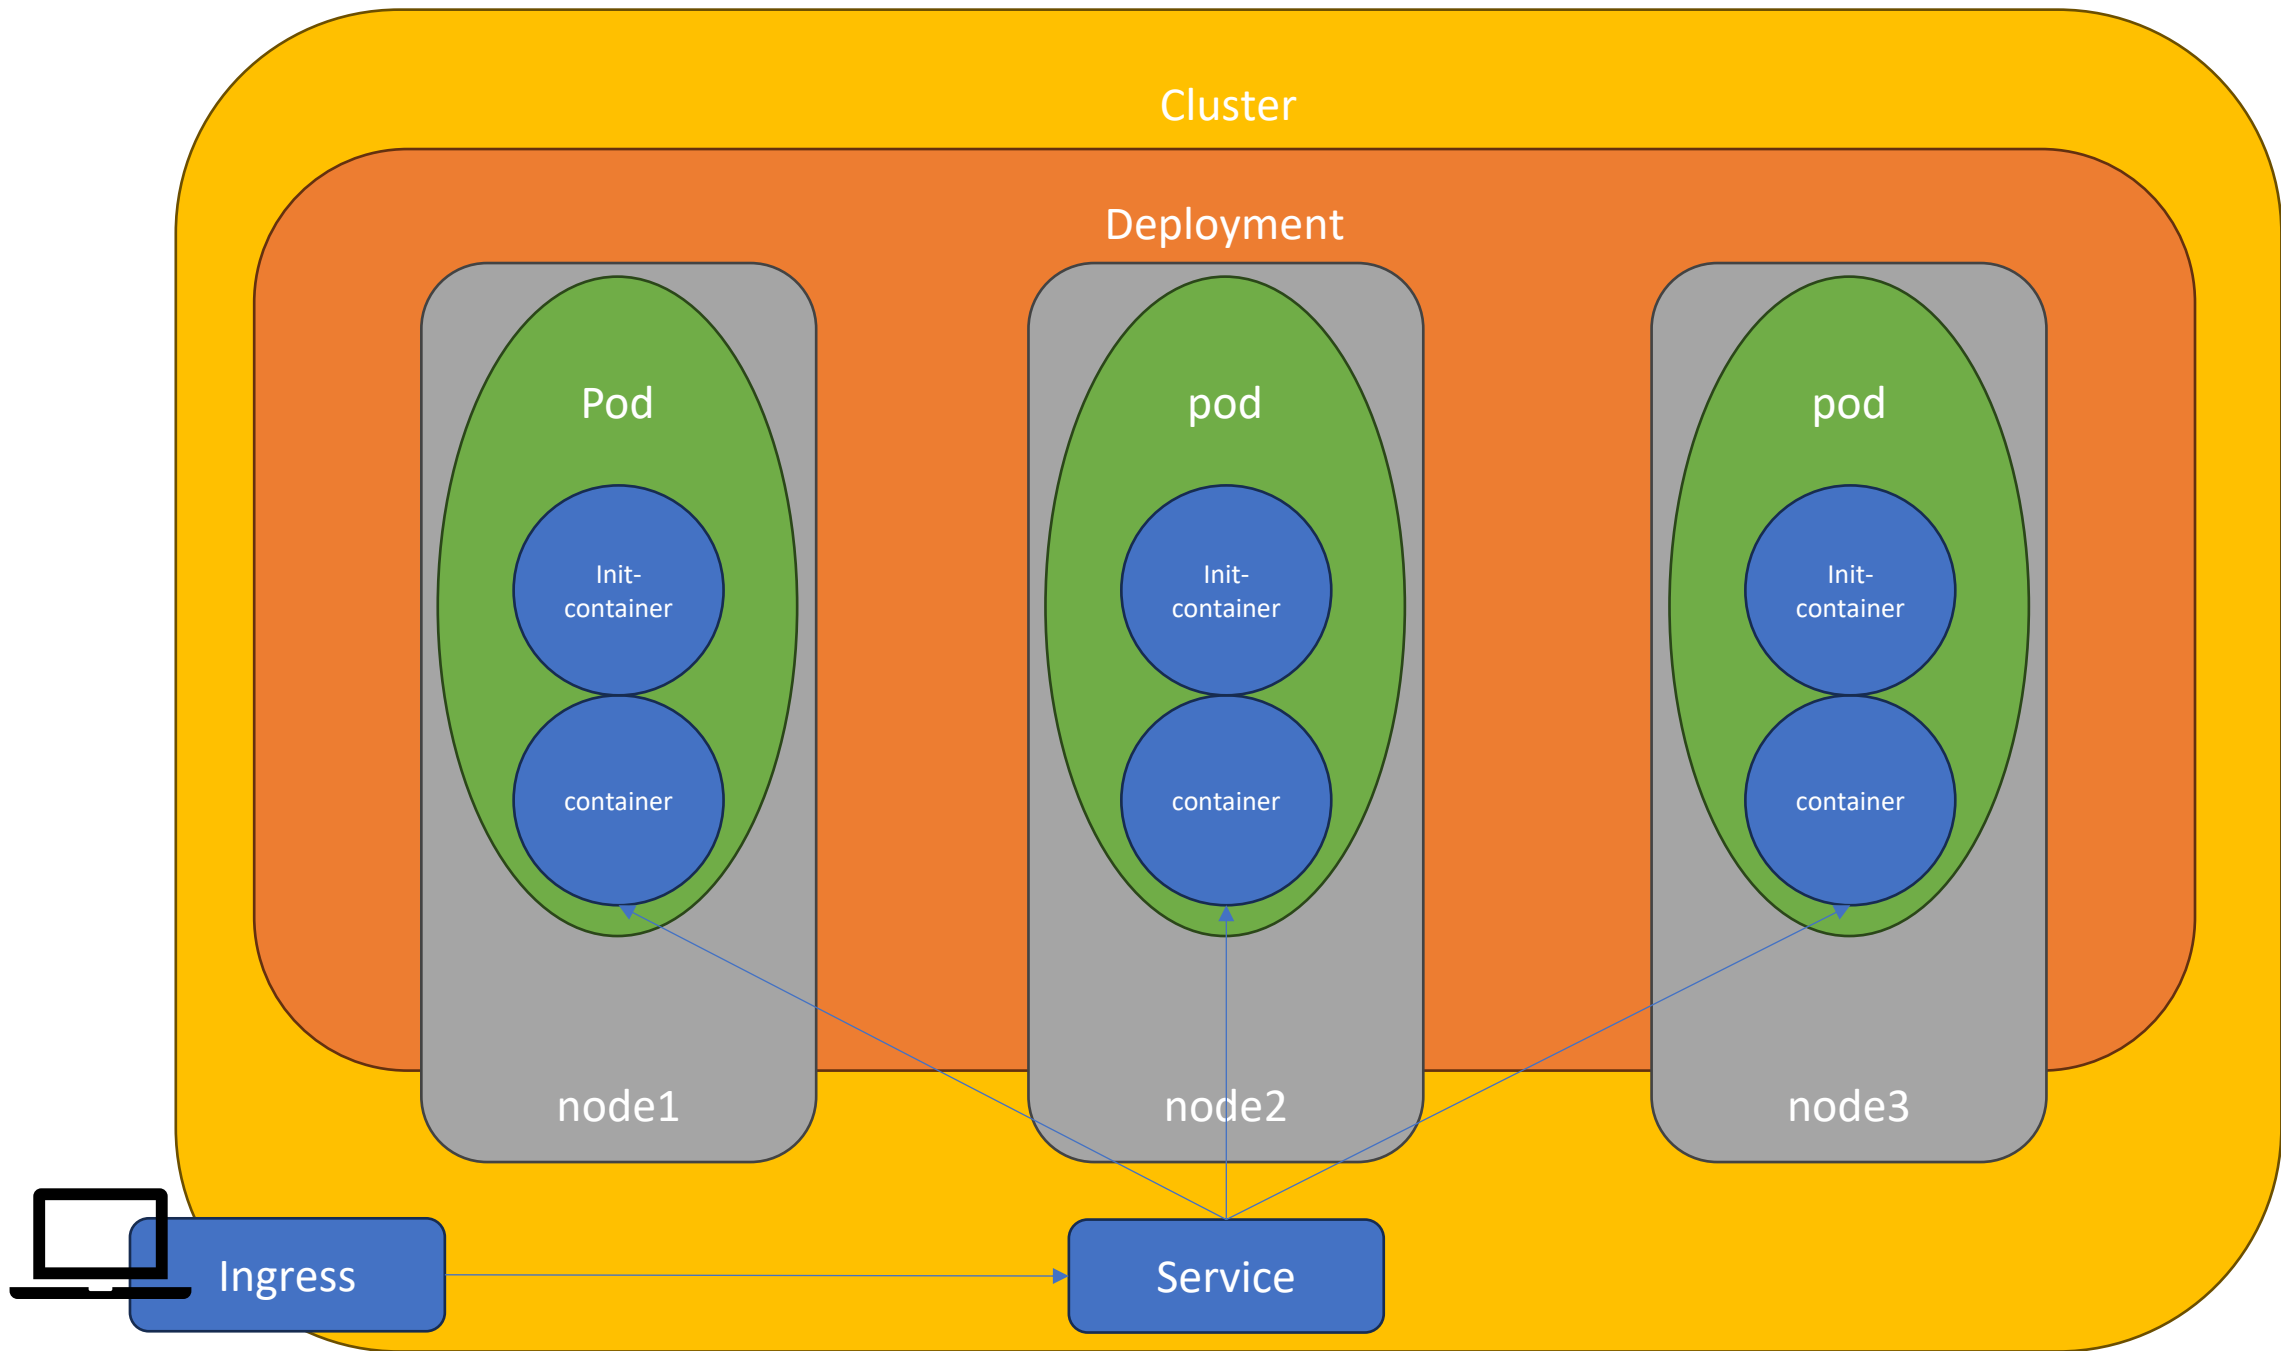 Cluster
Deployment
Pod
pod
pod
Init-
container
Init-
container
Init-
container
container
container
container
node1
node2
node3
Ingress
Service